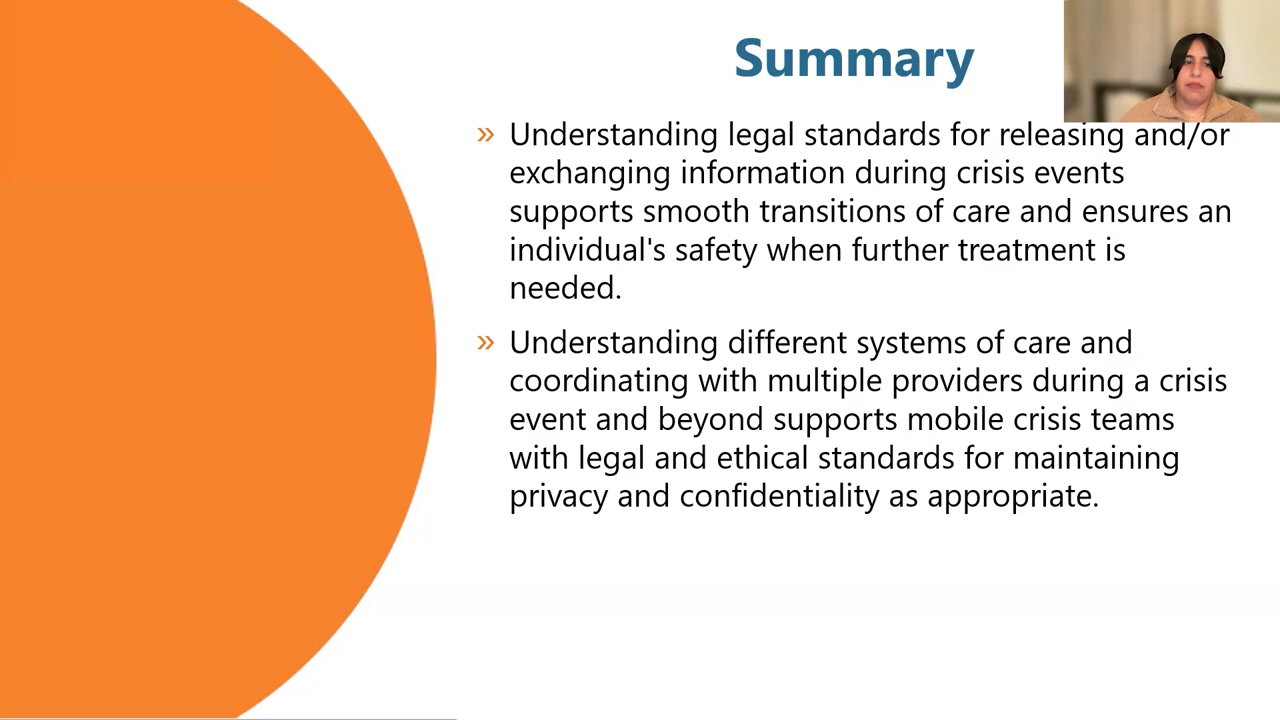 Summary
» Understanding legal standards for releasing and/or
exchanging information during crisis events
supports smooth transitions of care and ensures an
individual's safety when further treatment is
needed.
» Understanding different systems of care and
coordinating with multiple providers during a crisis
event and beyond supports mobile crisis teams
with legal and ethical standards for maintaining
privacy and confidentiality as appropriate.